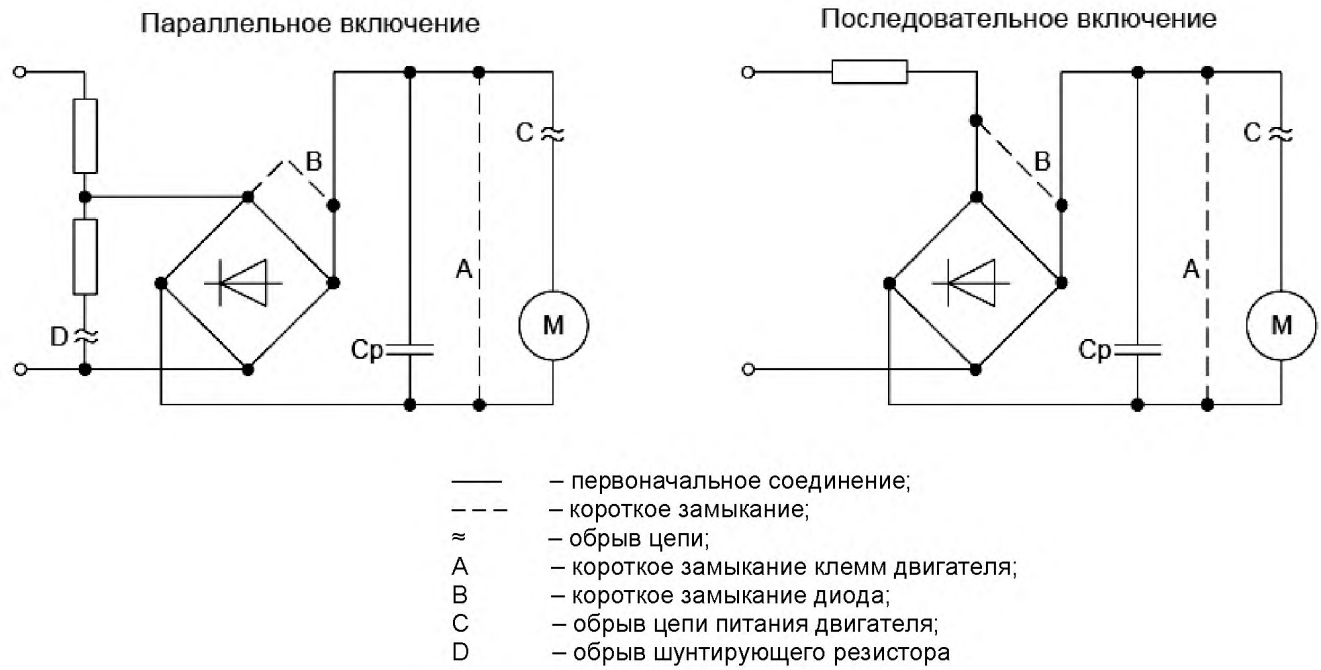 Параллельное включение
Последовательное включение
B
C ≈
A
D ≈
Cp
M
B
C ≈
A
Cp
M
—— – первоначальное соединение;
– – – – короткое замыкание;
≈ – обрыв цепи;
A – короткое замыкание клемм двигателя;
B – короткое замыкание диода;
C – обрыв цепи питания двигателя;
D – обрыв шунтирующего резистора